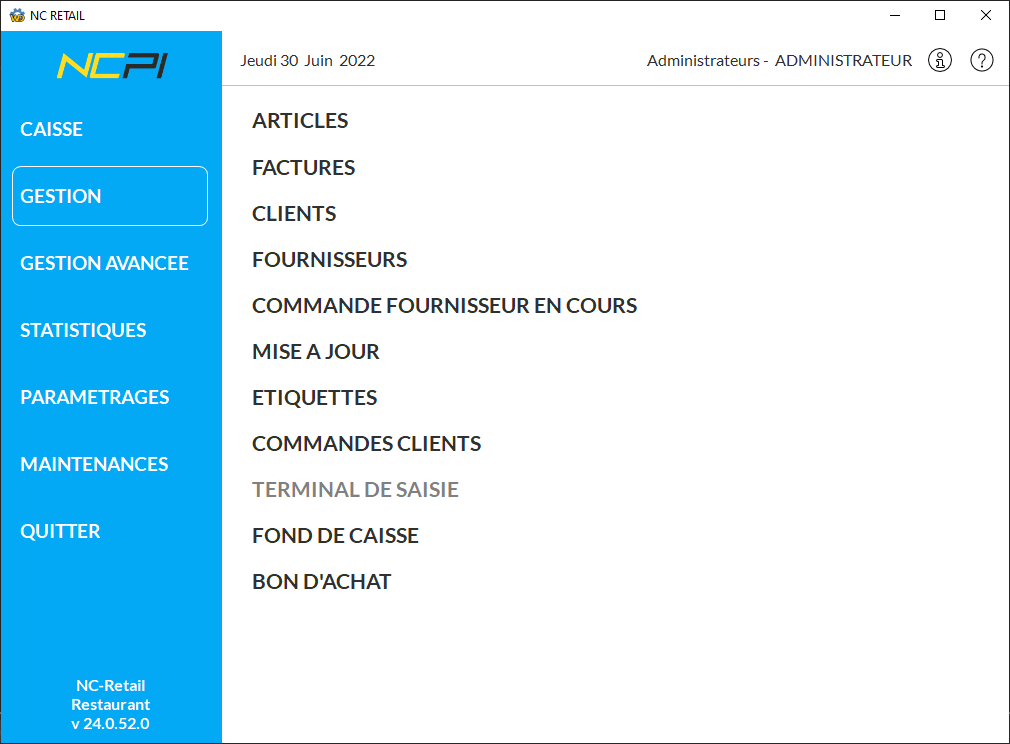 NC RETAIL
NCPI
Jeudi 30 Juin 2022
Administrateurs - ADMINISTRATEUR
CAISSE
GESTION
GESTION AVANCEE
STATISTIQUES
PARAMETRAGES
MAINTENANCES
QUITTER
NC-Retail
Restaurant
v 24.0.52.0
ARTICLES
FACTURES
CLIENTS
FOURNISSEURS
COMMANDE FOURNISSEUR EN COURS
MISE A JOUR
ETIQUETTES
COMMANDES CLIENTS
TERMINAL DE SAISIE
FOND DE CAISSE
BON D'ACHAT